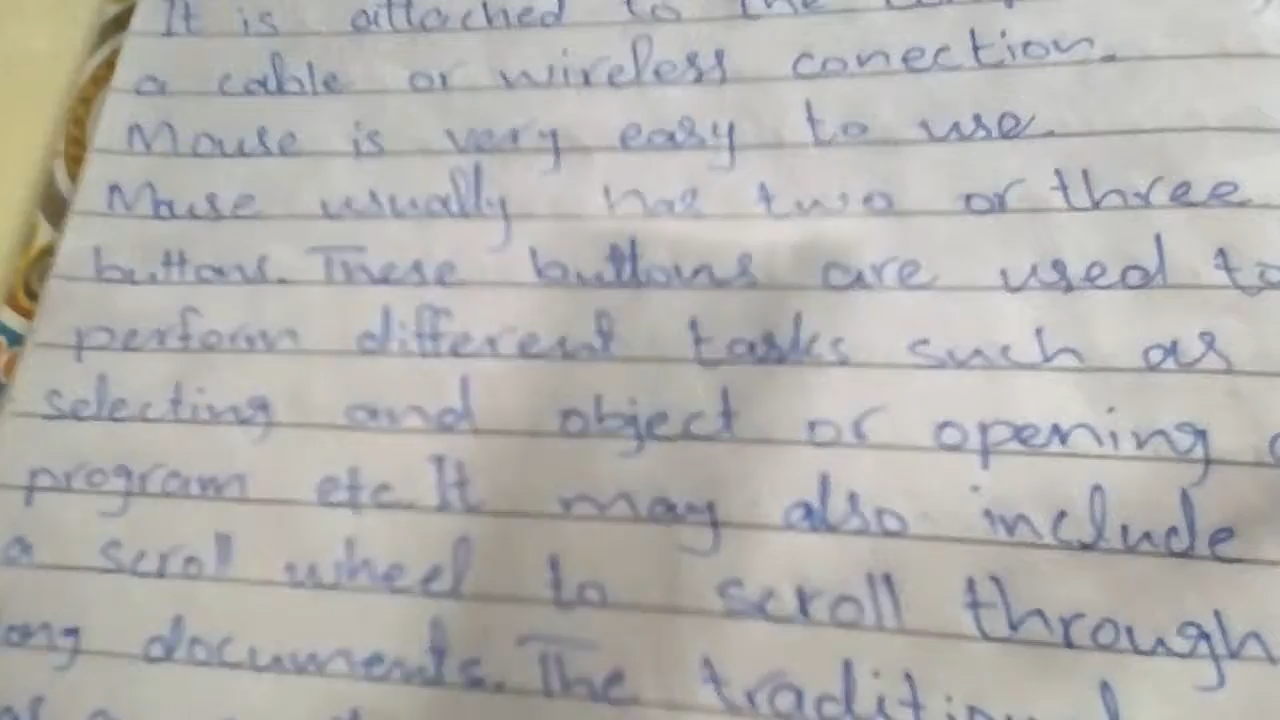 It is attached to the
a cable or wireless conection.
Mouse is very easy to use.
Mouse usually has two or three
buttons. These buttons are used to
perform different tasks such as
selecting and object or opening
program etc It may also include
a scroll wheel to scroll through
ong documents. The